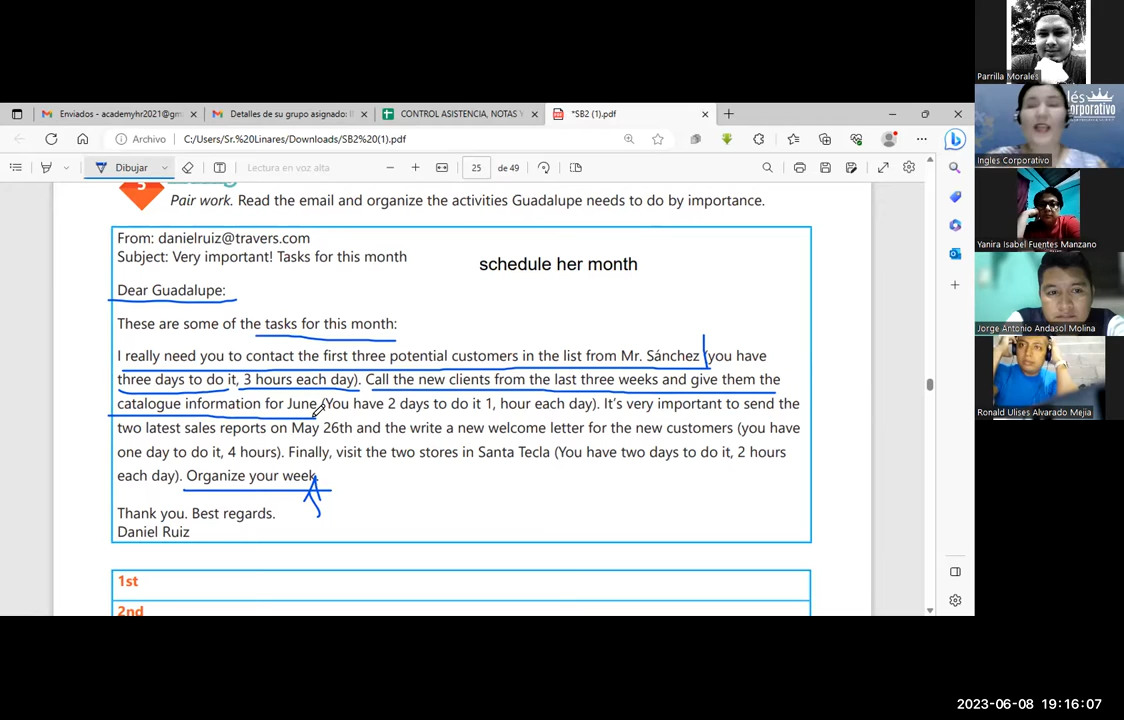 Enviados - academyhr2021@gm
Detalles de su grupo asignado: I
CONTROL ASISTENCIA, NOTAS Y
*SB2 (1).pdf
Archivo
C:/Users/Sr.%20Linares/Downloads/SB2%20(1).pdf
Dibujar
Lectura en voz alta
25
de 49
Pair work. Read the email and organize the activities Guadalupe needs to do by importance.
From: danielruiz@travers.com
Subject: Very important! Tasks for this month
schedule her month
Dear Guadalupe:
These are some of the tasks for this month:
I really need you to contact the first three potential customers in the list from Mr. Sánchez (you have
three days to do it, 3 hours each day). Call the new clients from the last three weeks and give them the
catalogue information for June (You have 2 days to do it 1, hour each day). It's very important to send the
two latest sales reports on May 26th and the write a new welcome letter for the new customers (you have
one day to do it, 4 hours). Finally, visit the two stores in Santa Tecla (You have two days to do it, 2 hours
each day). Organize your week.
Thank you. Best regards.
Daniel Ruiz
1st
2nd
Parrilla Morales
lés
orporativo
Ingles Corporativo
Yanira Isabel Fuentes Manzano
Jorge Antonio Andasol Molina
Ronald Ulises Alvarado Mejia
2023-06-08 19:16:07